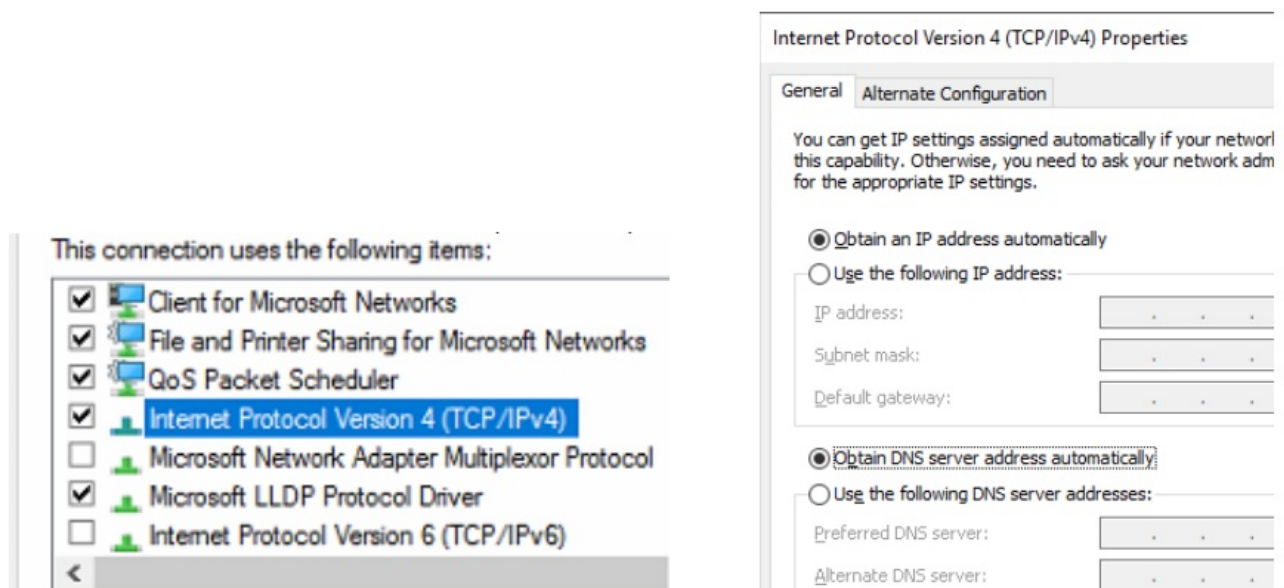 This connection uses the following items:
Client for Microsoft Networks
File and Printer Sharing for Microsoft Networks
QoS Packet Scheduler
Internet Protocol Version 4 (TCP/IPv4)
Microsoft Network Adapter Multiplexor Protocol
Microsoft LLDP Protocol Driver
Internet Protocol Version 6 (TCP/IPv6)
Internet Protocol Version 4 (TCP/IPv4) Properties
General
Alternate Configuration
You can get IP settings assigned automatically if your networ
this capability. Otherwise, you need to ask your network adm
for the appropriate IP settings.
Obtain an IP address automatically
Use the following IP address:
IP address:
Subnet mask:
Default gateway:
Obtain DNS server address automatically
Use the following DNS server addresses:
Preferred DNS server:
Alternate DNS server: